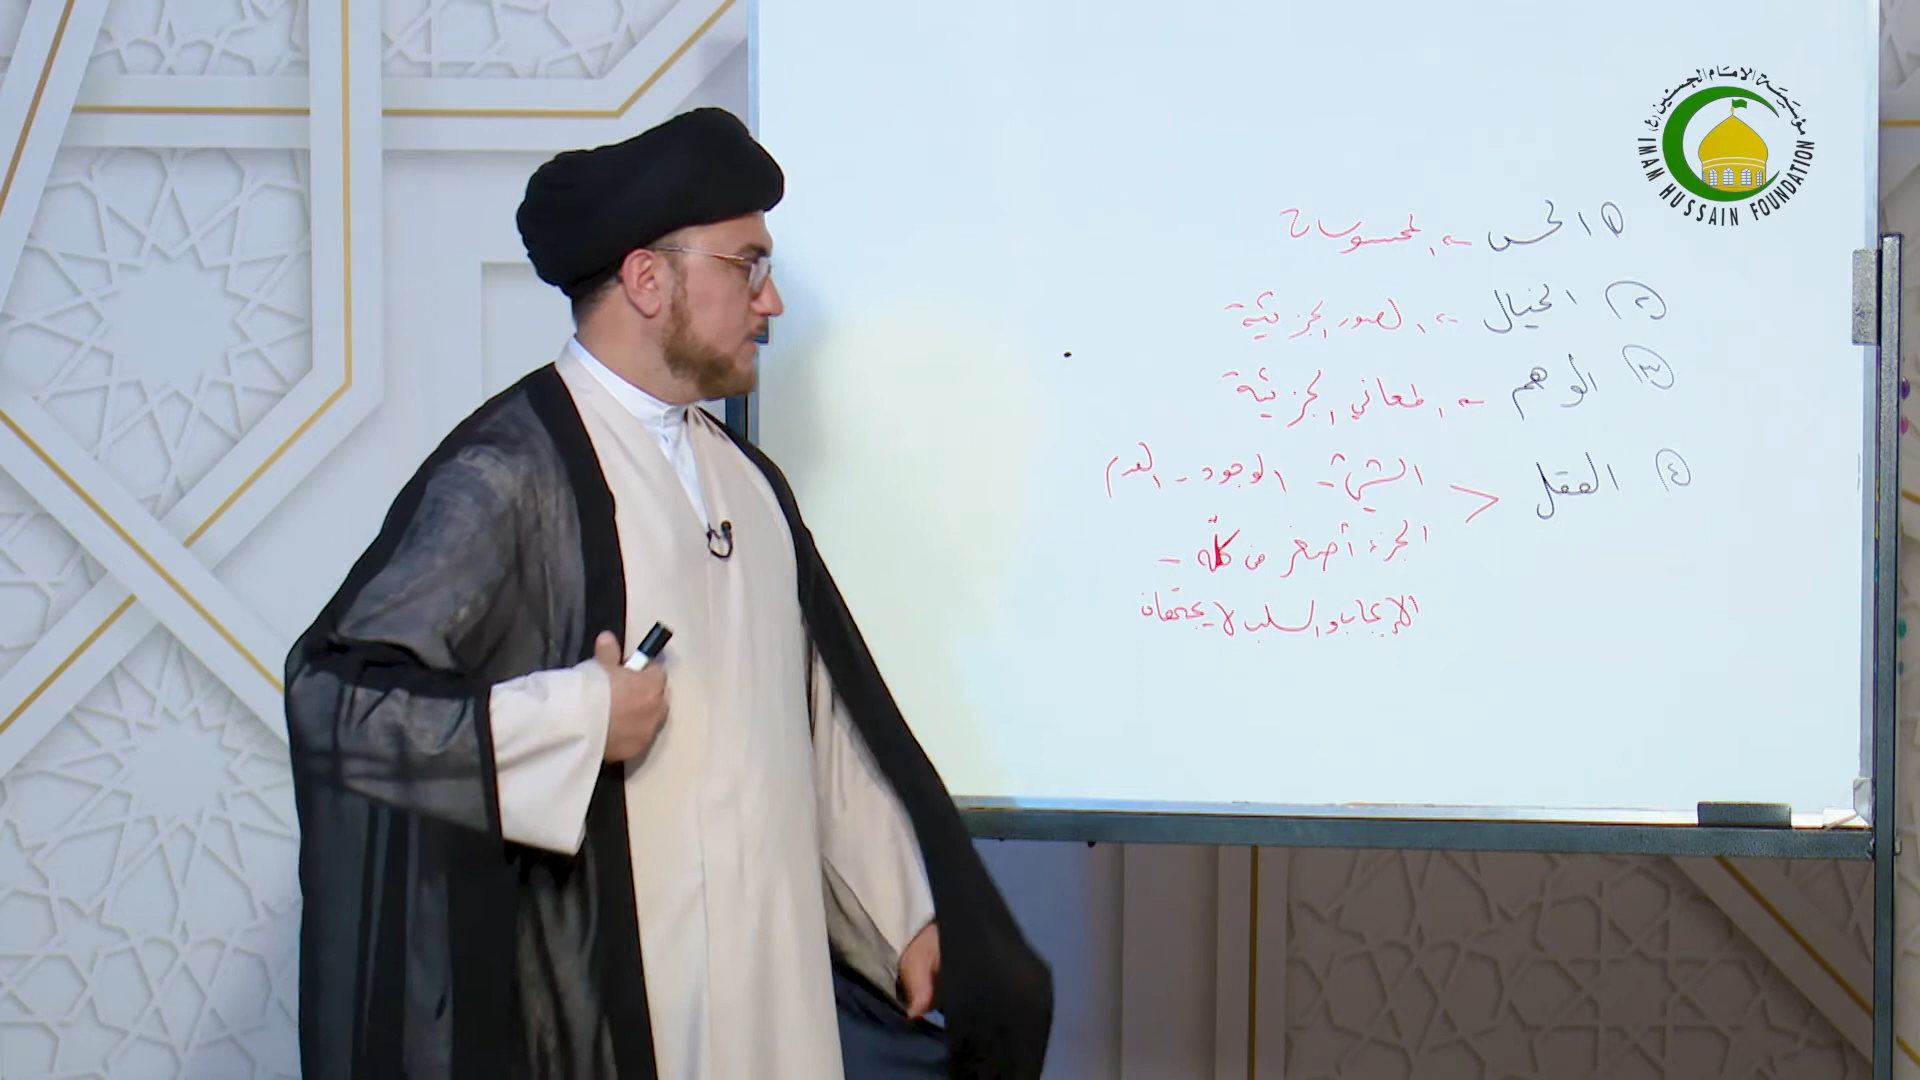 مؤسسة الإمام الحسين (ع)
IMAM HUSSAIN FOUNDATION
١ الحس ← المحسوسات
٢ الخيال ← الصور الجزئية
٣ الوهم ← المعاني الجزئية
٤ العقل < الشيء - الوجود - العدم
الجزء أصغر من كلّه -
الإيجاب والسلب لا يجتمعان